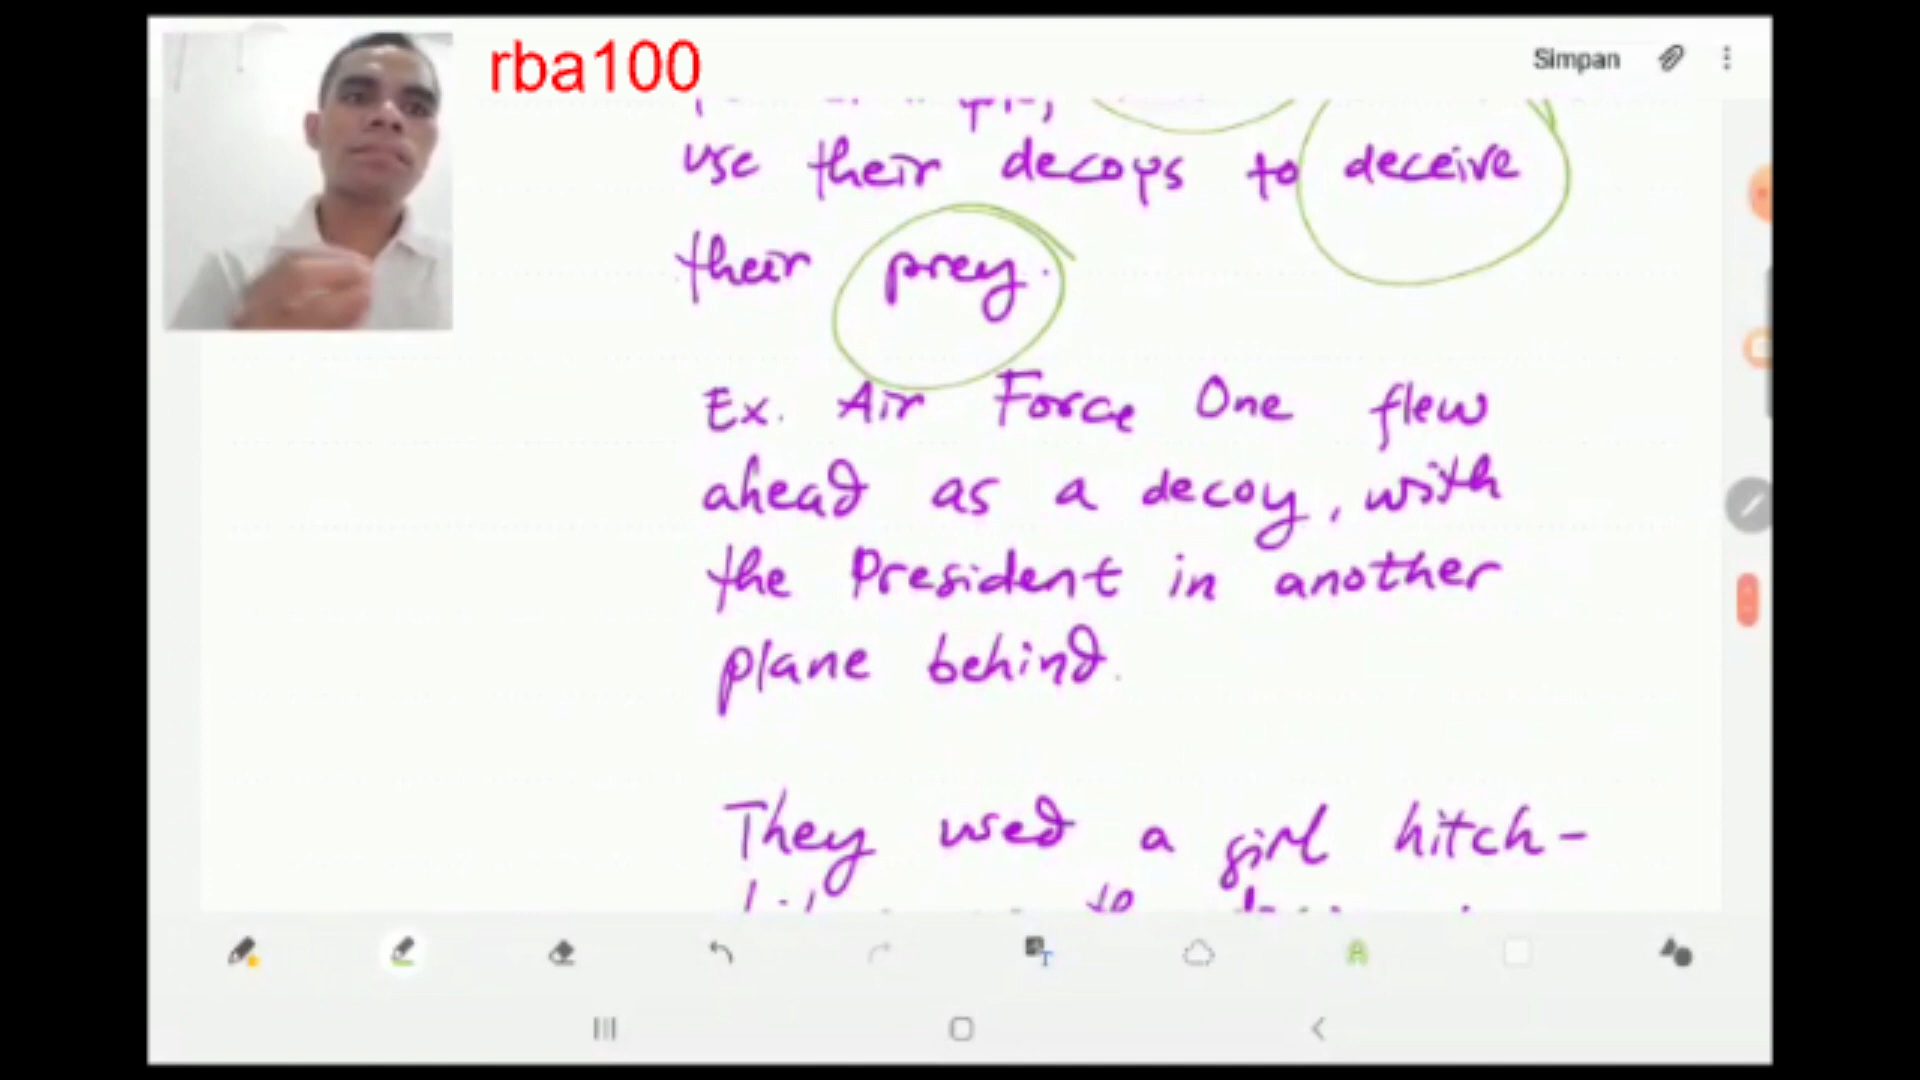 rba100
Simpan
use their decoys to deceive
their prey.
Ex. Air Force One flew
ahead as a decoy, with
the President in another
plane behind.
They used a girl hitch-